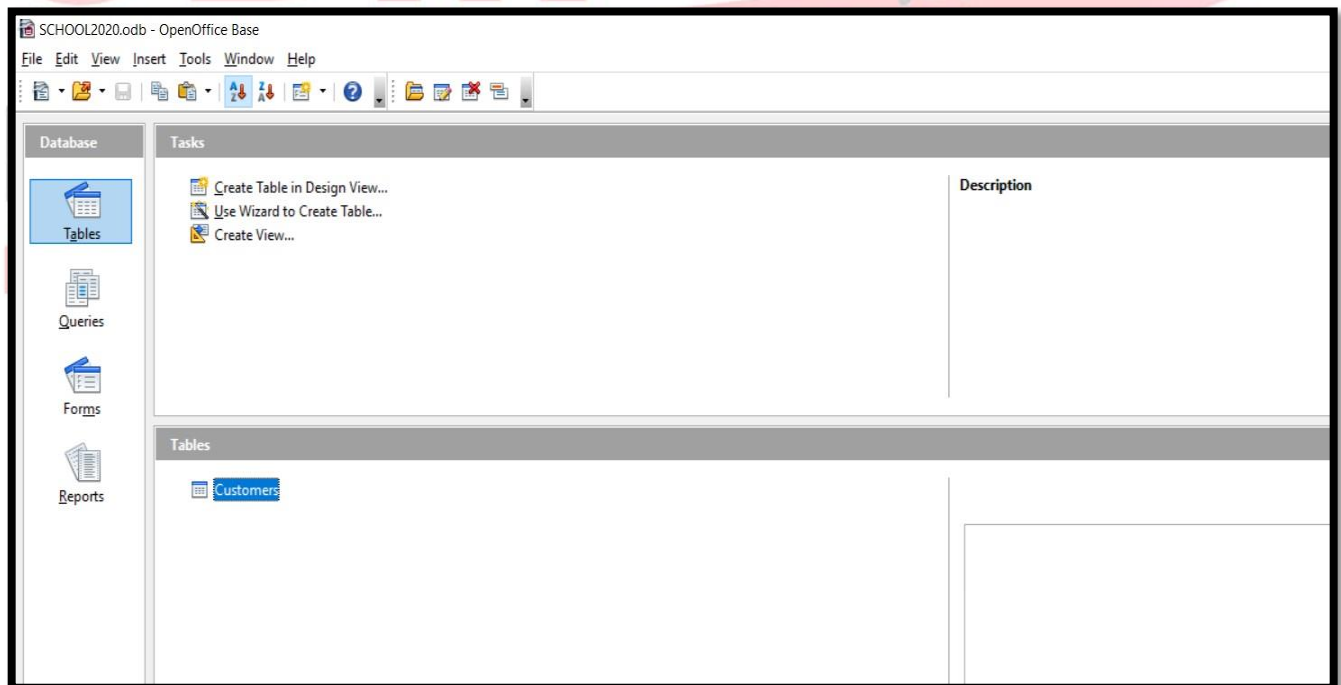 SCHOOL2020.odb - OpenOffice Base
File Edit View Insert Tools Window Help
Database
Tasks
Tables
Queries
Forms
Reports
Create Table in Design View...
Use Wizard to Create Table...
Create View...
Description
Tables
Customers